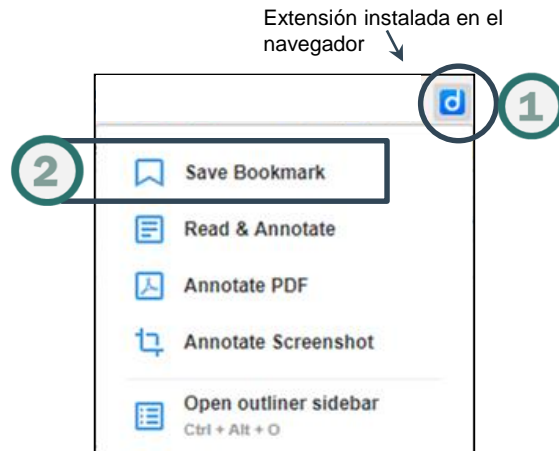 Extensión instalada en el
navegador
d
1
2
Save Bookmark
Read & Annotate
Annotate PDF
Annotate Screenshot
Open outliner sidebar
Ctrl + Alt + O